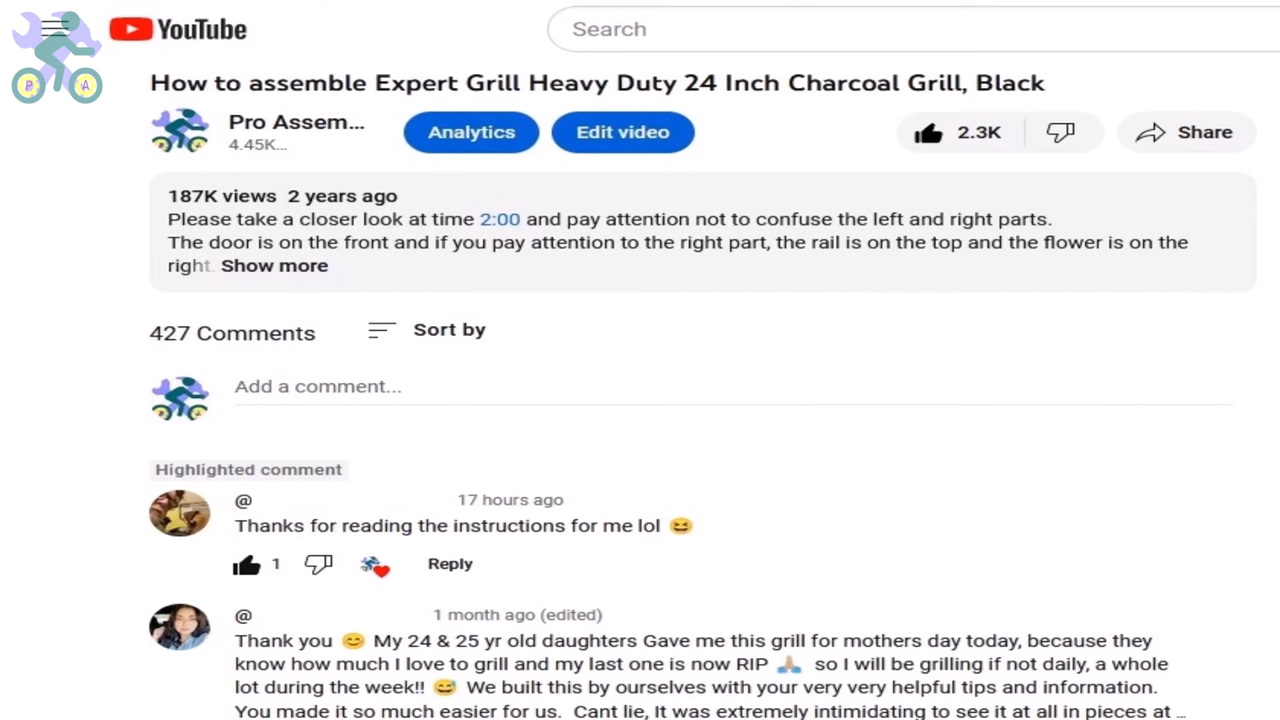 YouTube
Search
How to assemble Expert Grill Heavy Duty 24 Inch Charcoal Grill, Black
Pro Assem... Analytics Edit video 2.3K Share
4.45K...
187K views 2 years ago
Please take a closer look at time 2:00 and pay attention not to confuse the left and right parts.
The door is on the front and if you pay attention to the right part, the rail is on the top and the flower is on the
right. Show more
427 Comments Sort by
Add a comment...
Highlighted comment
@ 17 hours ago
Thanks for reading the instructions for me lol 😆
1 Reply
@ 1 month ago (edited)
Thank you 😊 My 24 & 25 yr old daughters Gave me this grill for mothers day today, because they
know how much I love to grill and my last one is now RIP 🙏🏼 so I will be grilling if not daily, a whole
lot during the week!! 😅 We built this by ourselves with your very very helpful tips and information.
You made it so much easier for us. Cant lie, It was extremely intimidating to see it at all in pieces at ...
P A